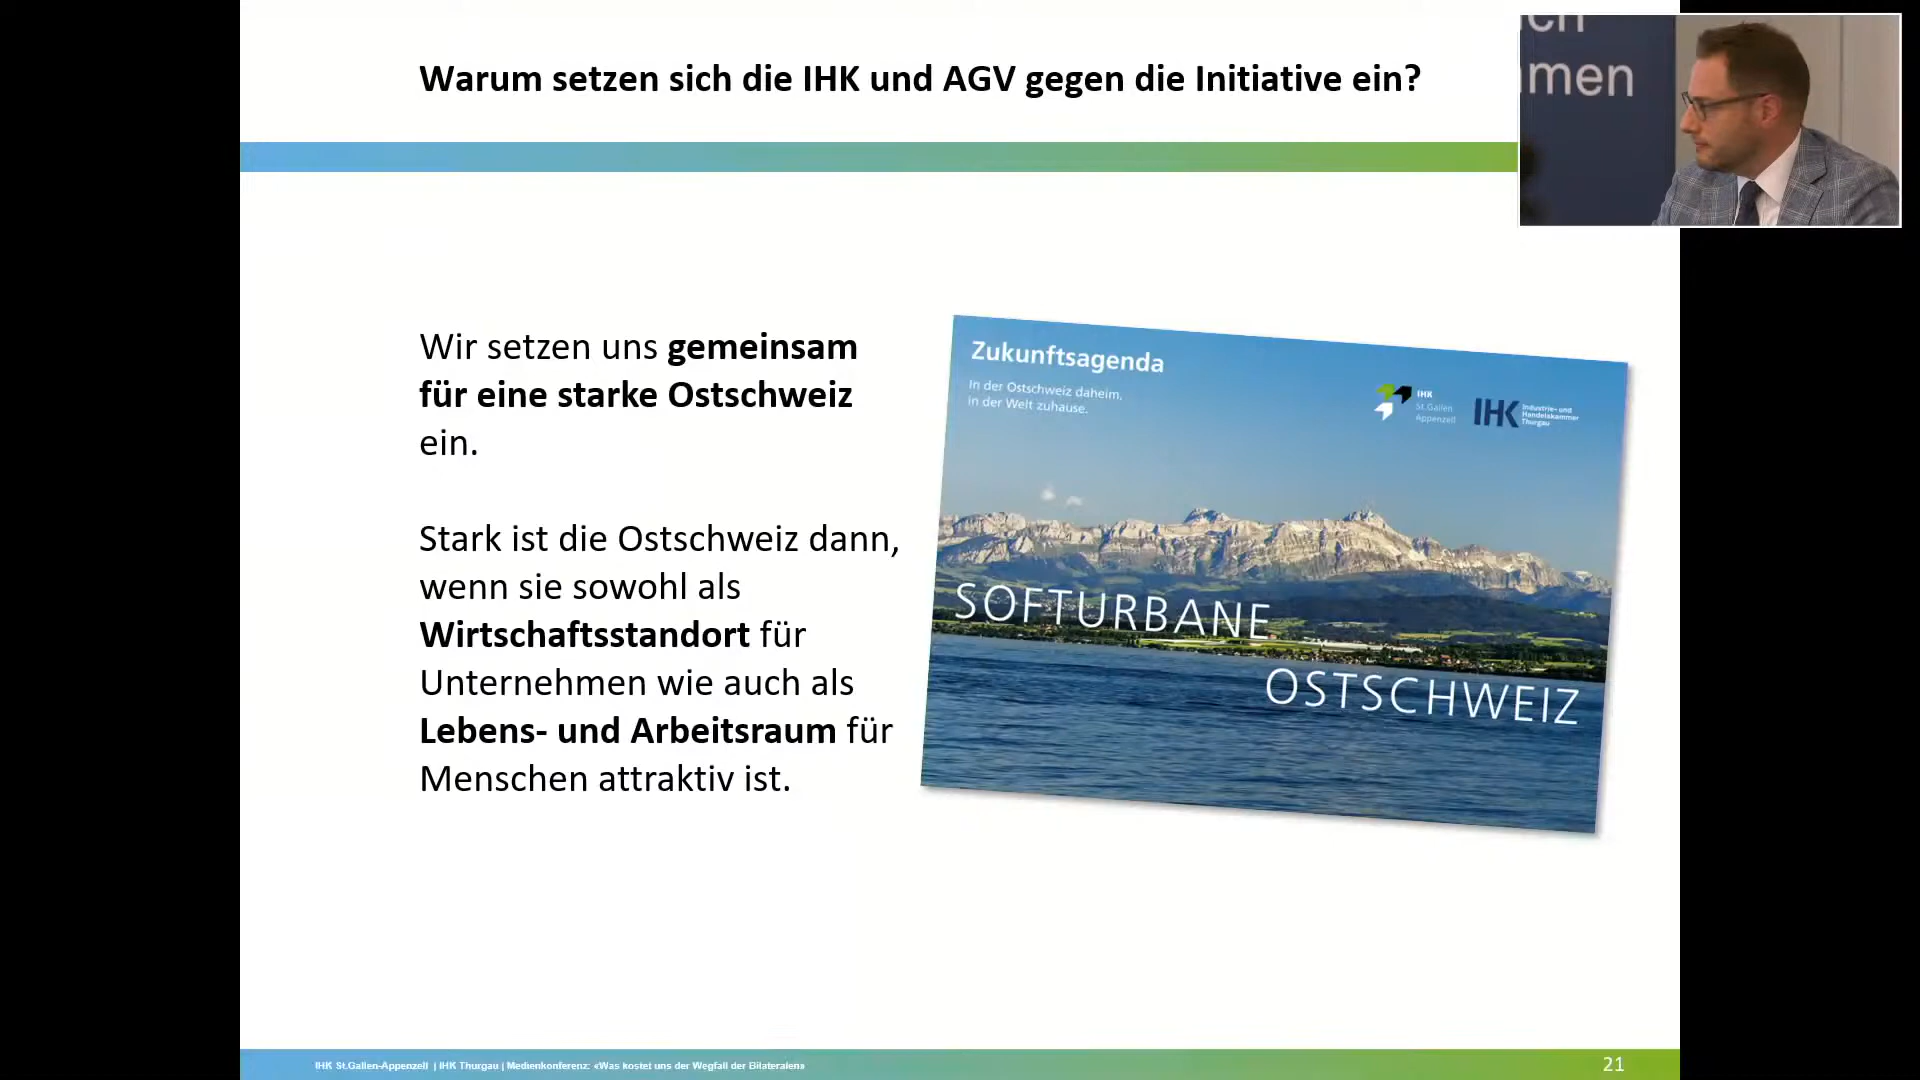 Warum setzen sich die IHK und AGV gegen die Initiative ein?
men
Wir setzen uns gemeinsam
für eine starke Ostschweiz
ein.
Stark ist die Ostschweiz dann,
wenn sie sowohl als
Wirtschaftsstandort für
Unternehmen wie auch als
Lebens- und Arbeitsraum für
Menschen attraktiv ist.
Zukunftsagenda
In der Ostschweiz daheim.
in der Welt zuhause.
IHK
St.Gallen
Appenzell
IHK Industrie- und
Handelskammer
Thurgau
SOFTURBANE
OSTSCHWEIZ
IHK St.Gallen-Appenzell | IHK Thurgau | Medienkonferenz: «Was kostet uns der Wegfall der Bilateralen»
21